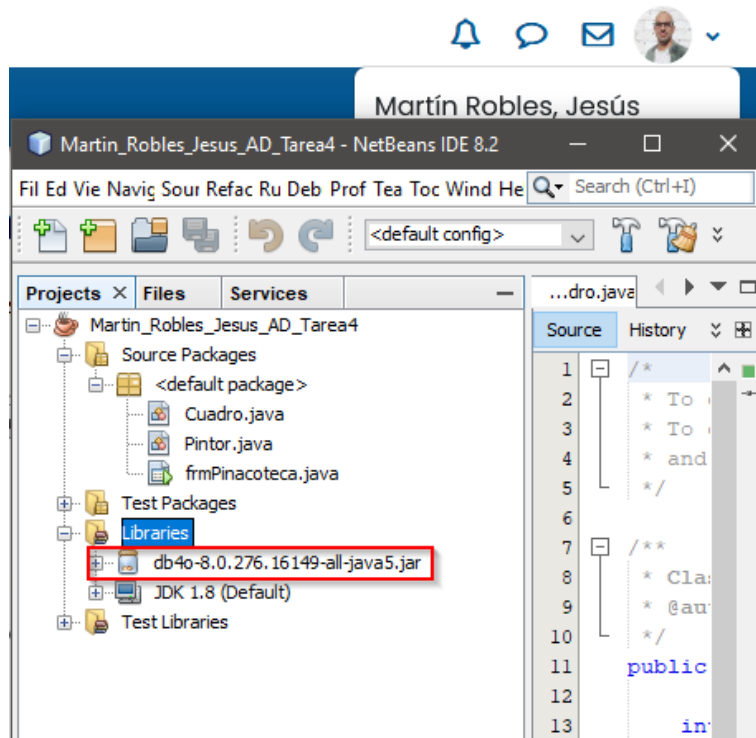 Martín Robles, Jesús
Martin_Robles_Jesus_AD_Tarea4 - NetBeans IDE 8.2
Fil Ed Vie Navig Sour Refac Ru Deb Prof Tea Toc Wind He Search (Ctrl+I)
<default config>
Projects Files Services
...dro.java
Martin_Robles_Jesus_AD_Tarea4
Source History
Source Packages
<default package>
Cuadro.java
Pintor.java
frmPinacoteca.java
Test Packages
Libraries
db4o-8.0.276.16149-all-java5.jar
JDK 1.8 (Default)
Test Libraries
1 /*
2 * To
3 * To
4 * and
5 */
6
7 /**
8 * Cla
9 * @au
10 */
11 public
12
13 in